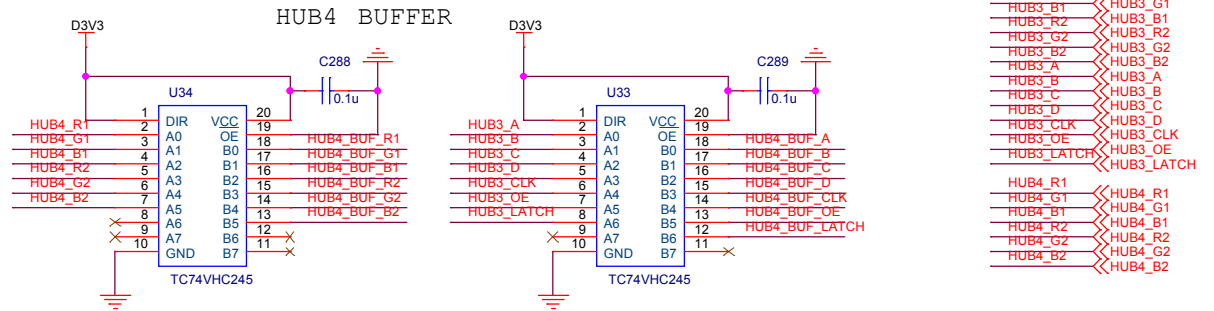 HUB4 BUFFER
D3V3
C288
0.1u
U34
1 DIR VCC 20
2 A0 OE 19
3 A1 B0 18
4 A2 B1 17
5 A3 B2 16
6 A4 B3 15
7 A5 B4 14
8 A6 B5 13
9 A7 B6 12
10 GND B7 11
TC74VHC245
HUB4_R1
HUB4_G1
HUB4_B1
HUB4_R2
HUB4_G2
HUB4_B2
HUB4_BUF_R1
HUB4_BUF_G1
HUB4_BUF_B1
HUB4_BUF_R2
HUB4_BUF_G2
HUB4_BUF_B2
D3V3
C289
0.1u
U33
1 DIR VCC 20
2 A0 OE 19
3 A1 B0 18
4 A2 B1 17
5 A3 B2 16
6 A4 B3 15
7 A5 B4 14
8 A6 B5 13
9 A7 B6 12
10 GND B7 11
TC74VHC245
HUB3_A
HUB3_B
HUB3_C
HUB3_D
HUB3_CLK
HUB3_OE
HUB3_LATCH
HUB4_BUF_A
HUB4_BUF_B
HUB4_BUF_C
HUB4_BUF_D
HUB4_BUF_CLK
HUB4_BUF_OE
HUB4_BUF_LATCH
HUB3_G1
HUB3_B1 HUB3_B1
HUB3_R2 HUB3_R2
HUB3_G2 HUB3_G2
HUB3_B2 HUB3_B2
HUB3_A HUB3_A
HUB3_B HUB3_B
HUB3_C HUB3_C
HUB3_D HUB3_D
HUB3_CLK HUB3_CLK
HUB3_OE HUB3_OE
HUB3_LATCH HUB3_LATCH
HUB4_R1 HUB4_R1
HUB4_G1 HUB4_G1
HUB4_B1 HUB4_B1
HUB4_R2 HUB4_R2
HUB4_G2 HUB4_G2
HUB4_B2 HUB4_B2